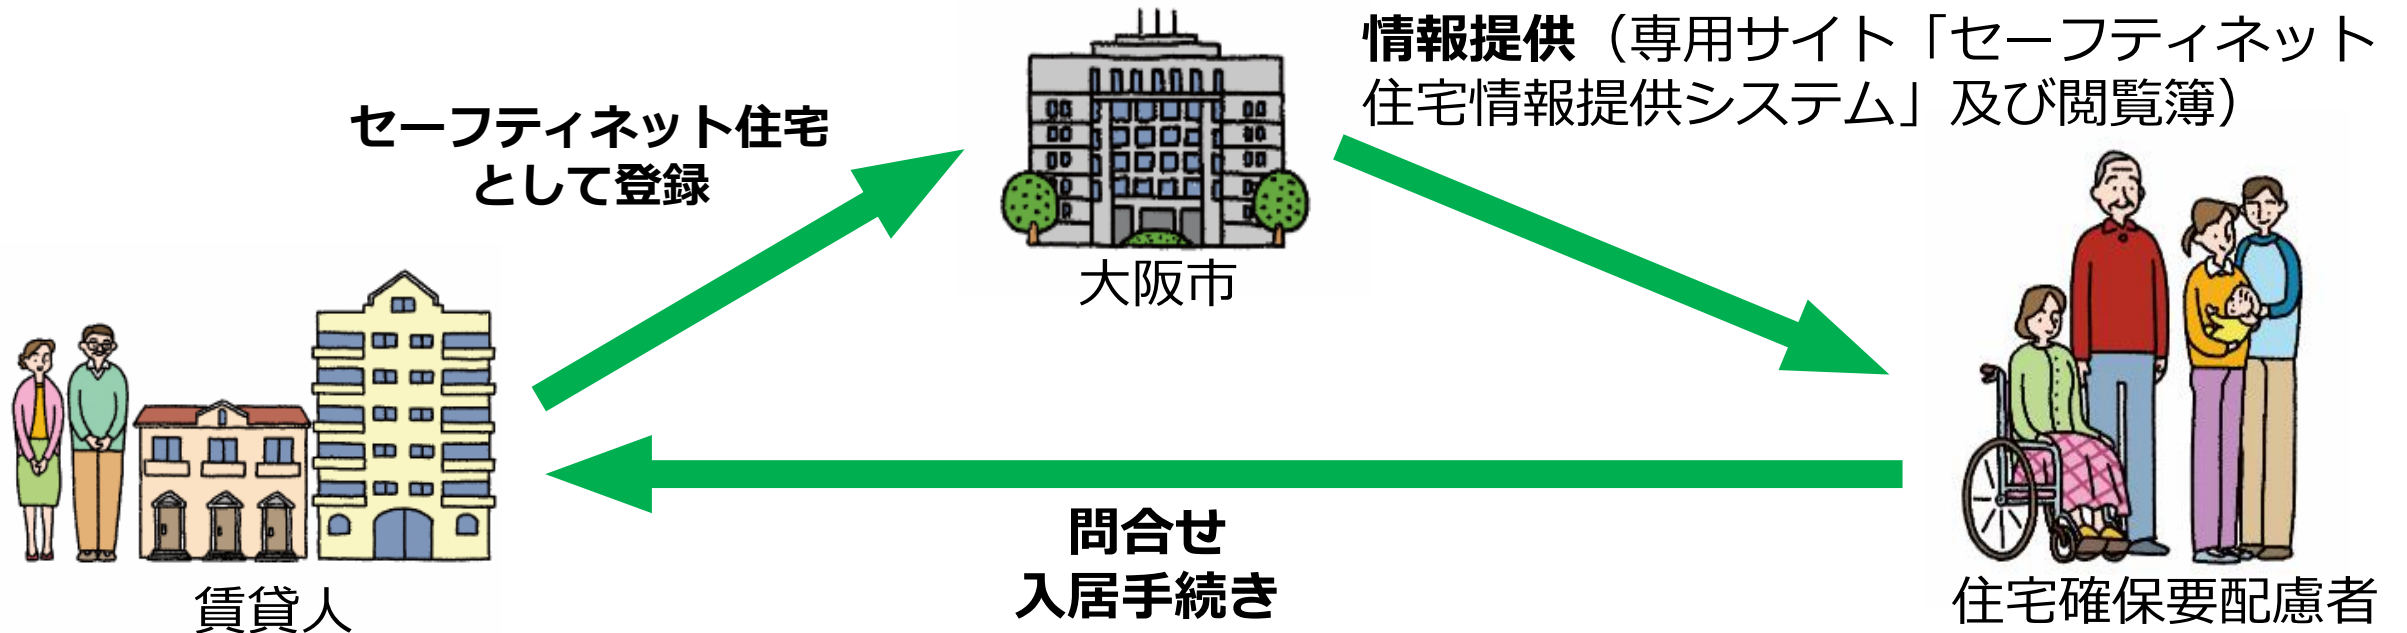 情報提供（専用サイト「セーフティネット
住宅情報提供システム」及び閲覧簿）
セーフティネット住宅
として登録
大阪市
問合せ
入居手続き
賃貸人
住宅確保要配慮者